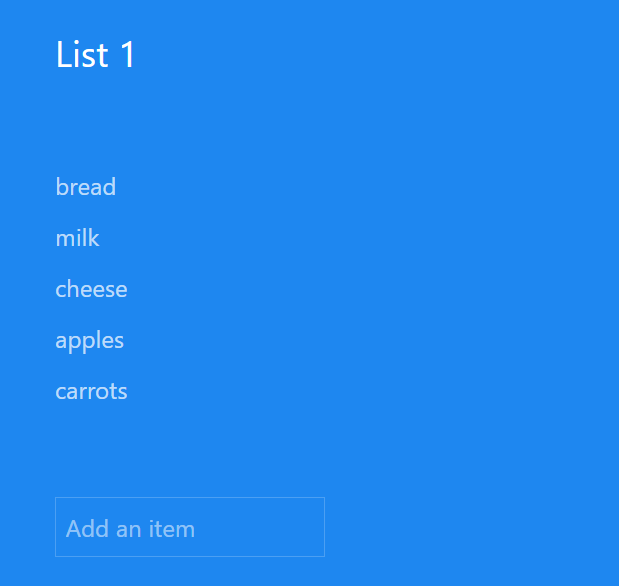 List 1
bread
milk
cheese
apples
carrots
Add an item